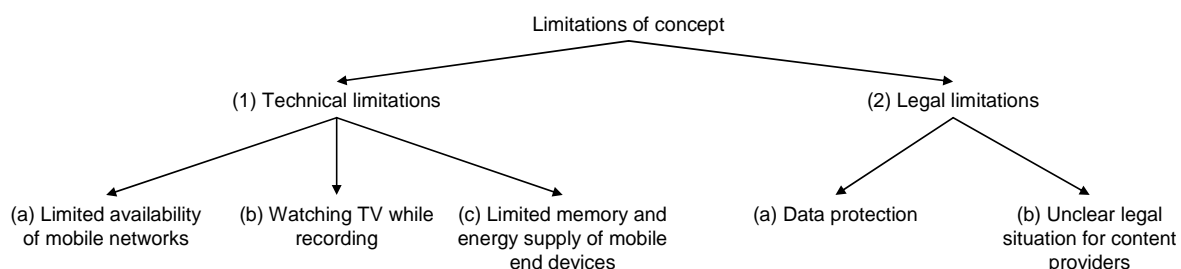 Limitations of concept
(1) Technical limitations
(2) Legal limitations
(a) Limited availability
of mobile networks
(b) Watching TV while
recording
(c) Limited memory and
energy supply of mobile
end devices
(a) Data protection
(b) Unclear legal
situation for content
providers